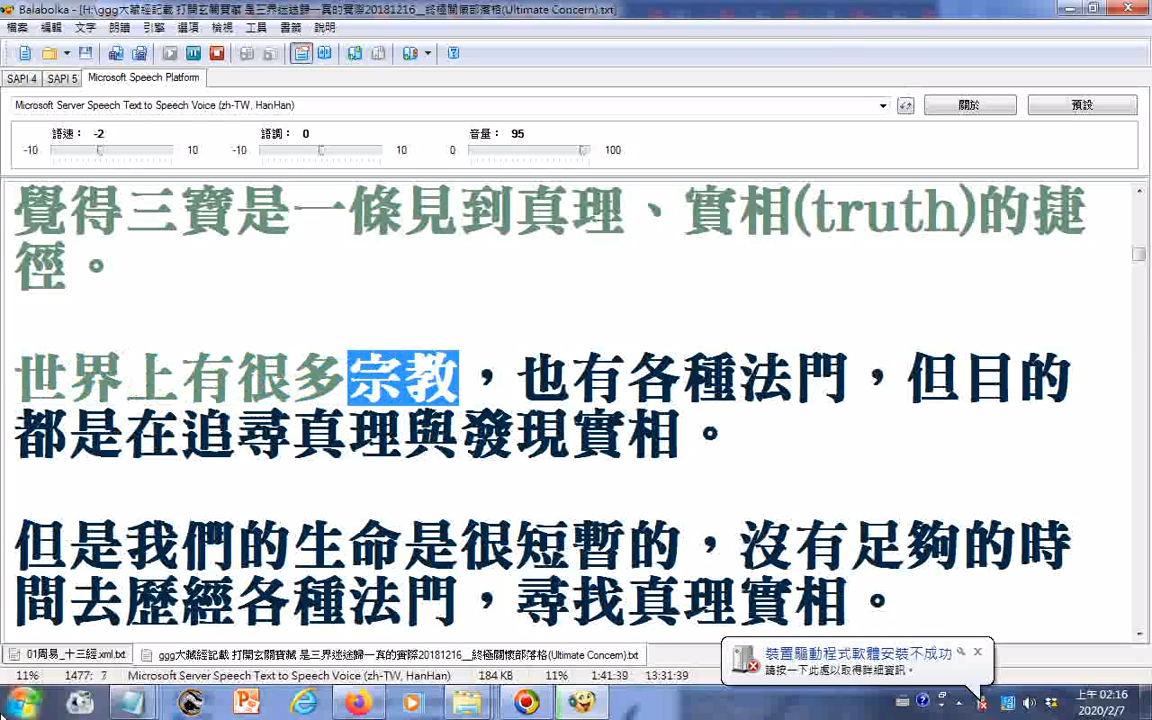 Balabolka - [H:\ggg大藏經記載 打開玄關寶藏 是三界迷途歸一真的實際20181216__終極關懷部落格(Ultimate Concern).txt]
檔案 編輯 文字 朗讀 引擎 選項 檢視 工具 書籤 說明
SAPI 4 SAPI 5 Microsoft Speech Platform
Microsoft Server Speech Text to Speech Voice (zh-TW, HanHan) 關於 預設
語速: -2 語調: 0 音量: 95
-10 10 -10 10 0 100
覺得三寶是一條見到真理、實相(truth)的捷
徑。
世界上有很多宗教,也有各種法門,但目的
都是在追尋真理與發現實相。
但是我們的生命是很短暫的,沒有足夠的時
間去歷經各種法門,尋找真理實相。
01周易_十三經.xml.txt ggg大藏經記載 打開玄關寶藏 是三界迷途歸一真的實際20181216__終極關懷部落格(Ultimate Concern).txt
裝置驅動程式軟體安裝不成功
請按一下此處以取得詳細資訊。
11% 1477: 7 Microsoft Server Speech Text to Speech Voice (zh-TW, HanHan) 184 KB 11% 1:41:39 13:31:39
上午 02:16
2020/2/7